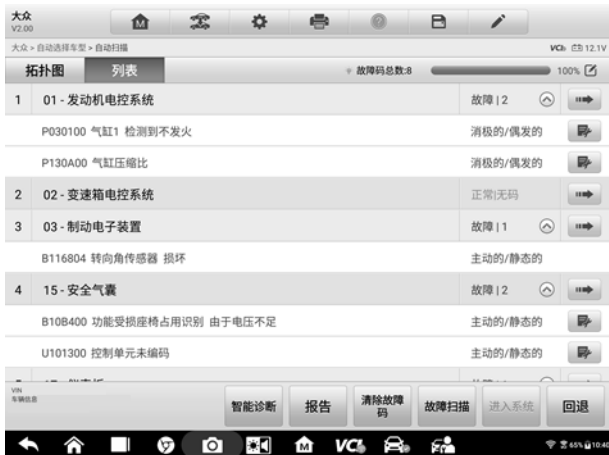 大众
V2.00
大众 > 自动选择车型 > 自动扫描
VCI: 12.1V
拓扑图 列表 故障码总数:8 100%
1 01 - 发动机电控系统 故障 | 2
P030100 气缸1 检测到不发火 消极的/偶发的
P130A00 气缸压缩比 消极的/偶发的
2 02 - 变速箱电控系统 正常|无码
3 03 - 制动电子装置 故障 | 1
B116804 转向角传感器 损坏 主动的/静态的
4 15 - 安全气囊 故障 | 2
B10B400 功能受损座椅占用识别 由于电压不足 主动的/静态的
U101300 控制单元未编码 主动的/静态的
VIN
车辆信息
智能诊断 报告 清除故障码 故障扫描 进入系统 回退
M VCI 65% 10:40